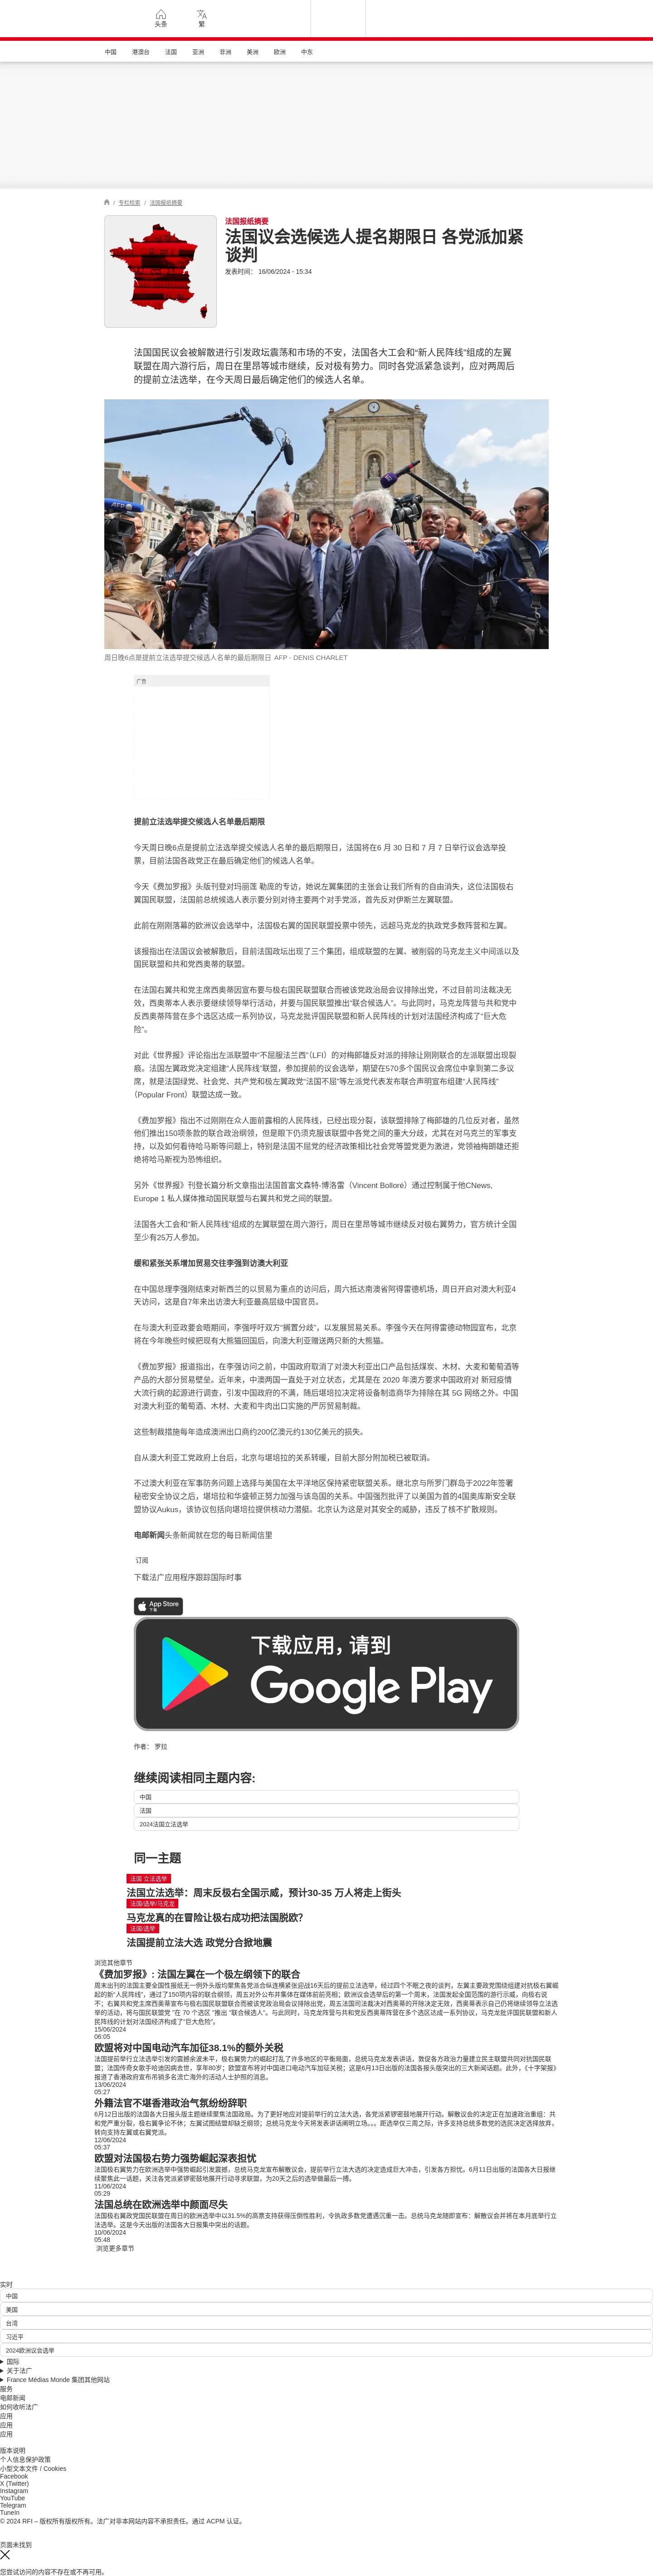 头条
繁
中国
港澳台
法国
亚洲
非洲
美洲
欧洲
中东
/ 专栏检索 / 法国报纸摘要
法国报纸摘要
法国议会选候选人提名期限日 各党派加紧
谈判
发表时间： 16/06/2024 - 15:34
法国国民议会被解散进行引发政坛震荡和市场的不安，法国各大工会和“新人民阵线”组成的左翼
联盟在周六游行后，周日在里昂等城市继续，反对极有势力。同时各党派紧急谈判，应对两周后
的提前立法选举，在今天周日最后确定他们的候选人名单。
AFP
周日晚6点是提前立法选举提交候选人名单的最后期限日 AFP - DENIS CHARLET
广告
提前立法选举提交候选人名单最后期限
今天周日晚6点是提前立法选举提交候选人名单的最后期限日，法国将在6 月 30 日和 7 月 7 日举行议会选举投
票，目前法国各政党正在最后确定他们的候选人名单。
今天《费加罗报》头版刊登对玛丽莲 勒庞的专访，她说左翼集团的主张会让我们所有的自由消失，这位法国极右
翼国民联盟，法国前总统候选人表示要分别对待主要两个对手党派，首先反对伊斯兰左翼联盟。
此前在刚刚落幕的欧洲议会选举中，法国极右翼的国民联盟投票中领先，远超马克龙的执政党多数阵营和左翼。
该报指出在法国议会被解散后，目前法国政坛出现了三个集团，组成联盟的左翼、被削弱的马克龙主义中间派以及
国民联盟和共和党西奥蒂的联盟。
在法国右翼共和党主席西奥蒂因宣布要与极右国民联盟联合而被该党政治局会议排除出党，不过目前司法裁决无
效，西奥蒂本人表示要继续领导举行活动，并要与国民联盟推出“联合候选人”。与此同时，马克龙阵营与共和党中
反西奥蒂阵营在多个选区达成一系列协议，马克龙批评国民联盟和新人民阵线的计划对法国经济构成了“巨大危
险”。
对此《世界报》评论指出左派联盟中“不屈服法兰西”（LFI）的对梅郎雄反对派的排除让刚刚联合的左派联盟出现裂
痕。法国左翼政党决定组建“人民阵线”联盟，参加提前的议会选举，期望在570多个国民议会席位中拿到第二多议
席，就是法国绿党、社会党、共产党和极左翼政党“法国不屈”等左派党代表发布联合声明宣布组建“人民阵线”
（Popular Front）联盟达成一致。
《费加罗报》指出不过刚刚在众人面前露相的人民阵线，已经出现分裂，该联盟排除了梅郎雄的几位反对者，虽然
他们推出150项条款的联合政治纲领，但是眼下仍须克服该联盟中各党之间的重大分歧，尤其在对乌克兰的军事支
持，以及如何看待哈马斯等问题上，特别是法国不屈党的经济政策相比社会党等盟党更为激进，党领袖梅朗雄还拒
绝将哈马斯视为恐怖组织。
另外《世界报》刊登长篇分析文章指出法国首富文森特·博洛雷（Vincent Bolloré）通过控制属于他CNews,
Europe 1 私人媒体推动国民联盟与右翼共和党之间的联盟。
法国各大工会和“新人民阵线”组成的左翼联盟在周六游行，周日在里昂等城市继续反对极右翼势力，官方统计全国
至少有25万人参加。
缓和紧张关系增加贸易交往李强到访澳大利亚
在中国总理李强刚结束对新西兰的以贸易为重点的访问后，周六抵达南澳省阿得雷德机场，周日开启对澳大利亚4
天访问，这是自7年来出访澳大利亚最高层级中国官员。
在与澳大利亚政要会晤期间，李强呼吁双方“搁置分歧”，以发展贸易关系。李强今天在阿得雷德动物园宣布，北京
将在今年晚些时候把现有大熊猫回国后，向澳大利亚赠送两只新的大熊猫。
《费加罗报》报道指出，在李强访问之前，中国政府取消了对澳大利亚出口产品包括煤炭、木材、大麦和葡萄酒等
产品的大部分贸易壁垒。近年来，中澳两国一直处于对立状态，尤其是在 2020 年澳方要求中国政府对 新冠疫情
大流行病的起源进行调查，引发中国政府的不满，随后堪培拉决定将设备制造商华为排除在其 5G 网络之外。中国
对澳大利亚的葡萄酒、木材、大麦和牛肉出口实施的严厉贸易制裁。
这些制裁措施每年造成澳洲出口商约200亿澳元约130亿美元的损失。
自从澳大利亚工党政府上台后，北京与堪培拉的关系转暖，目前大部分附加税已被取消。
不过澳大利亚在军事防务问题上选择与美国在太平洋地区保持紧密联盟关系。继北京与所罗门群岛于2022年签署
秘密安全协议之后，堪培拉和华盛顿正努力加强与该岛国的关系。中国强烈批评了以美国为首的4国奥库斯安全联
盟协议Aukus，该协议包括向堪培拉提供核动力潜艇。北京认为这是对其安全的威胁，违反了核不扩散规则。
电邮新闻头条新闻就在您的每日新闻信里
订阅
下载法广应用程序跟踪国际时事
App Store
下载
下载应用，请到
Google Play
作者： 罗拉
继续阅读相同主题内容:
中国
法国
2024法国立法选举
同一主题
法国 立法选举
法国立法选举：周末反极右全国示威，预计30-35 万人将走上街头
法国/选举/马克龙
马克龙真的在冒险让极右成功把法国脱欧?
法国/选举
法国提前立法大选 政党分合掀地震
浏览其他章节
《费加罗报》: 法国左翼在一个极左纲领下的联合
周末出刊的法国主要全国性报纸无一例外头版均聚焦各党派合纵连横紧张迎战16天后的提前立法选举，经过四个不眠之夜的谈判，左翼主要政党围绕组建对抗极右翼崛
起的新“人民阵线”，通过了150项内容的联合纲领，周五对外公布并集体在媒体前前亮相；欧洲议会选举后的第一个周末，法国发起全国范围的游行示威，向极右说
不；右翼共和党主席西奥蒂宣布与极右国民联盟联合而被该党政治局会议排除出党，周五法国司法裁决对西奥蒂的开除决定无效，西奥蒂表示自己仍将继续领导立法选
举的活动，将与国民联盟党 “在 70 个选区 ”推出 “联合候选人”。与此同时，马克龙阵营与共和党反西奥蒂阵营在多个选区达成一系列协议，马克龙批评国民联盟和新人
民阵线的计划对法国经济构成了“巨大危险”。
15/06/2024
06:05
欧盟将对中国电动汽车加征38.1%的额外关税
法国提前举行立法选举引发的震撼余波未平，极右翼势力的崛起打乱了许多地区的平衡局面，总统马克龙发表讲话，敦促各方政治力量建立民主联盟共同对抗国民联
盟；法国传奇女歌手哈迪因病去世，享年80岁；欧盟宣布将对中国进口电动汽车加征关税；这是6月13日出版的法国各报头版突出的三大新闻话题。此外，《十字架报》
报道了香港政府宣布吊销多名流亡海外的活动人士护照的消息。
13/06/2024
05:27
外籍法官不堪香港政治气氛纷纷辞职
6月12日出版的法国各大日报头版主题继续聚焦法国政局。为了更好地应对提前举行的立法大选，各党派紧锣密鼓地展开行动。解散议会的决定正在加速政治重组：共
和党严重分裂，极右翼争论不休；左翼试图结盟却缺乏纲领；总统马克龙今天将发表讲话阐明立场。。。距选举仅三周之际，许多支持总统多数党的选民决定选择放弃，
转向支持左翼或右翼党派。
12/06/2024
05:37
欧盟对法国极右势力强势崛起深表担忧
法国极右翼势力在欧洲选举中强势崛起引发震撼，总统马克龙宣布解散议会，提前举行立法大选的决定造成巨大冲击，引发各方担忧。6月11日出版的法国各大日报继
续聚焦此一话题，关注各党派紧锣密鼓地展开行动寻求联盟，为20天之后的选举做最后一搏。
11/06/2024
05:29
法国总统在欧洲选举中颜面尽失
法国极右翼政党国民联盟在周日的欧洲选举中以31.5%的高票支持获得压倒性胜利，令执政多数党遭遇沉重一击。总统马克龙随即宣布：解散议会并将在本月底举行立
法选举。这是今天出版的法国各大日报集中突出的话题。
10/06/2024
05:48
浏览更多章节
实时
中国
美国
台湾
习近平
2024欧洲议会选举
国际
关于法广
France Médias Monde 集团其他网站
服务
电邮新闻
如何收听法广
应用
应用
应用
版本说明
个人信息保护政策
小型文本文件 / Cookies
Facebook
X (Twitter)
Instagram
YouTube
Telegram
TuneIn
© 2024 RFI – 版权所有版权所有。法广对非本网站内容不承担责任。通过 ACPM 认证。
页面未找到
您尝试访问的内容不存在或不再可用。